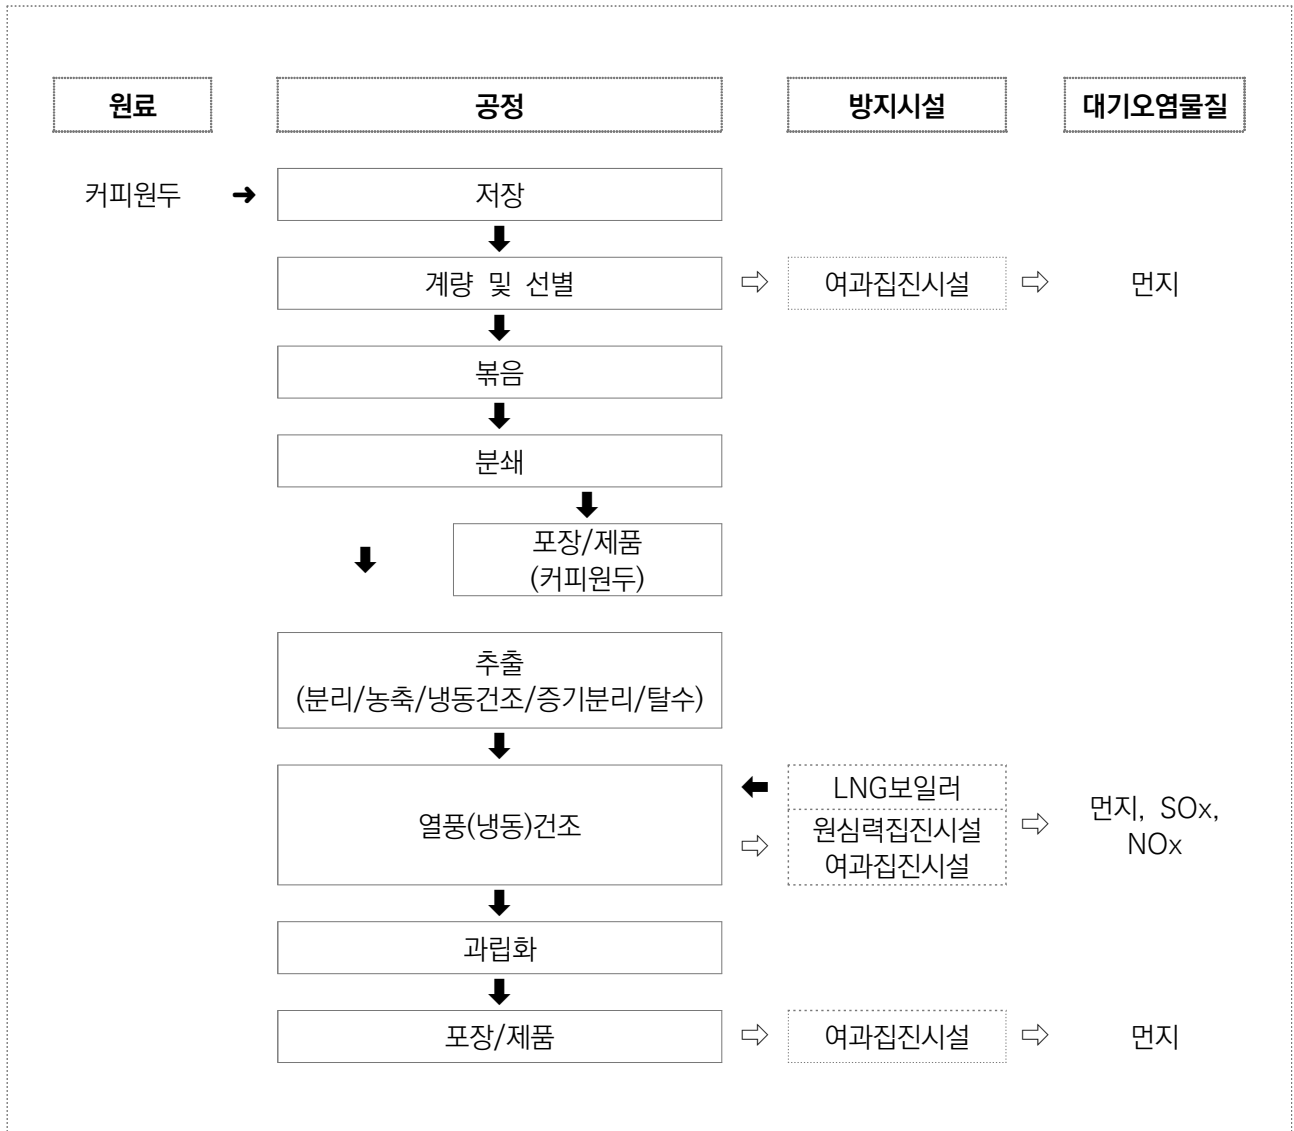 원료 공정 방지시설 대기오염물질
커피원두 ➜ 저장
계량 및 선별 ⇨ 여과집진시설 ⇨ 먼지
볶음
분쇄
포장/제품
(커피원두)
추출
(분리/농축/냉동건조/증기분리/탈수)
열풍(냉동)건조
LNG보일러
원심력집진시설
여과집진시설
먼지, SOx,
NOx
과립화
포장/제품 ⇨ 여과집진시설 ⇨ 먼지